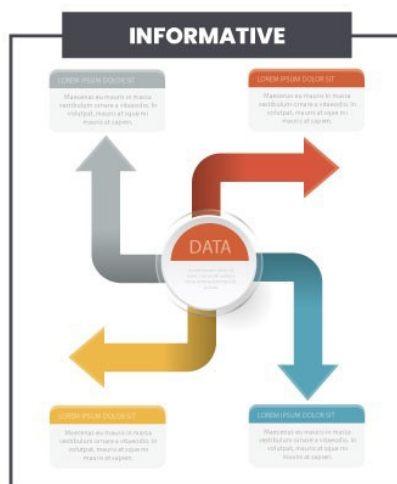 INFORMATIVE
LOREM IPSUM DOLOR SIT
Maecenas eu mauris in massa
vestibulum ornare a vitaeodio. In
volutpat, mauris at que mi
mauris at sapien.
LOREM IPSUM DOLOR SIT
Maecenas eu mauris in massa
vestibulum ornare a vitaeodio. In
volutpat, mauris at que mi
mauris at sapien.
DATA
LOREM IPSUM DOLOR SIT
Maecenas eu mauris in massa
vestibulum ornare a vitaeodio. In
volutpat, mauris at que mi
mauris at sapien.
LOREM IPSUM DOLOR SIT
Maecenas eu mauris in massa
vestibulum ornare a vitaeodio. In
volutpat, mauris at que mi
mauris at sapien.